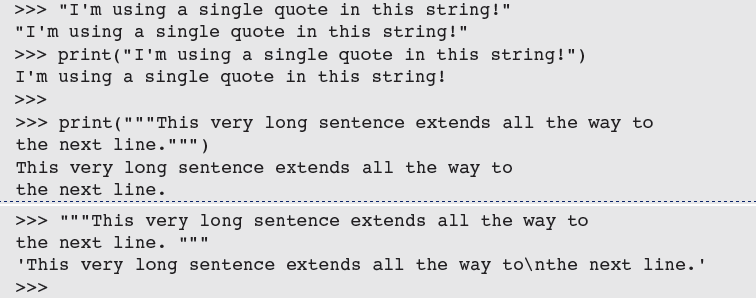 >>> "I'm using a single quote in this string!"
"I'm using a single quote in this string!"
>>> print("I'm using a single quote in this string!")
I'm using a single quote in this string!
>>>
>>> print("""This very long sentence extends all the way to
the next line.""")
This very long sentence extends all the way to
the next line.
>>> """This very long sentence extends all the way to
the next line. """
'This very long sentence extends all the way to\nthe next line.'
>>>